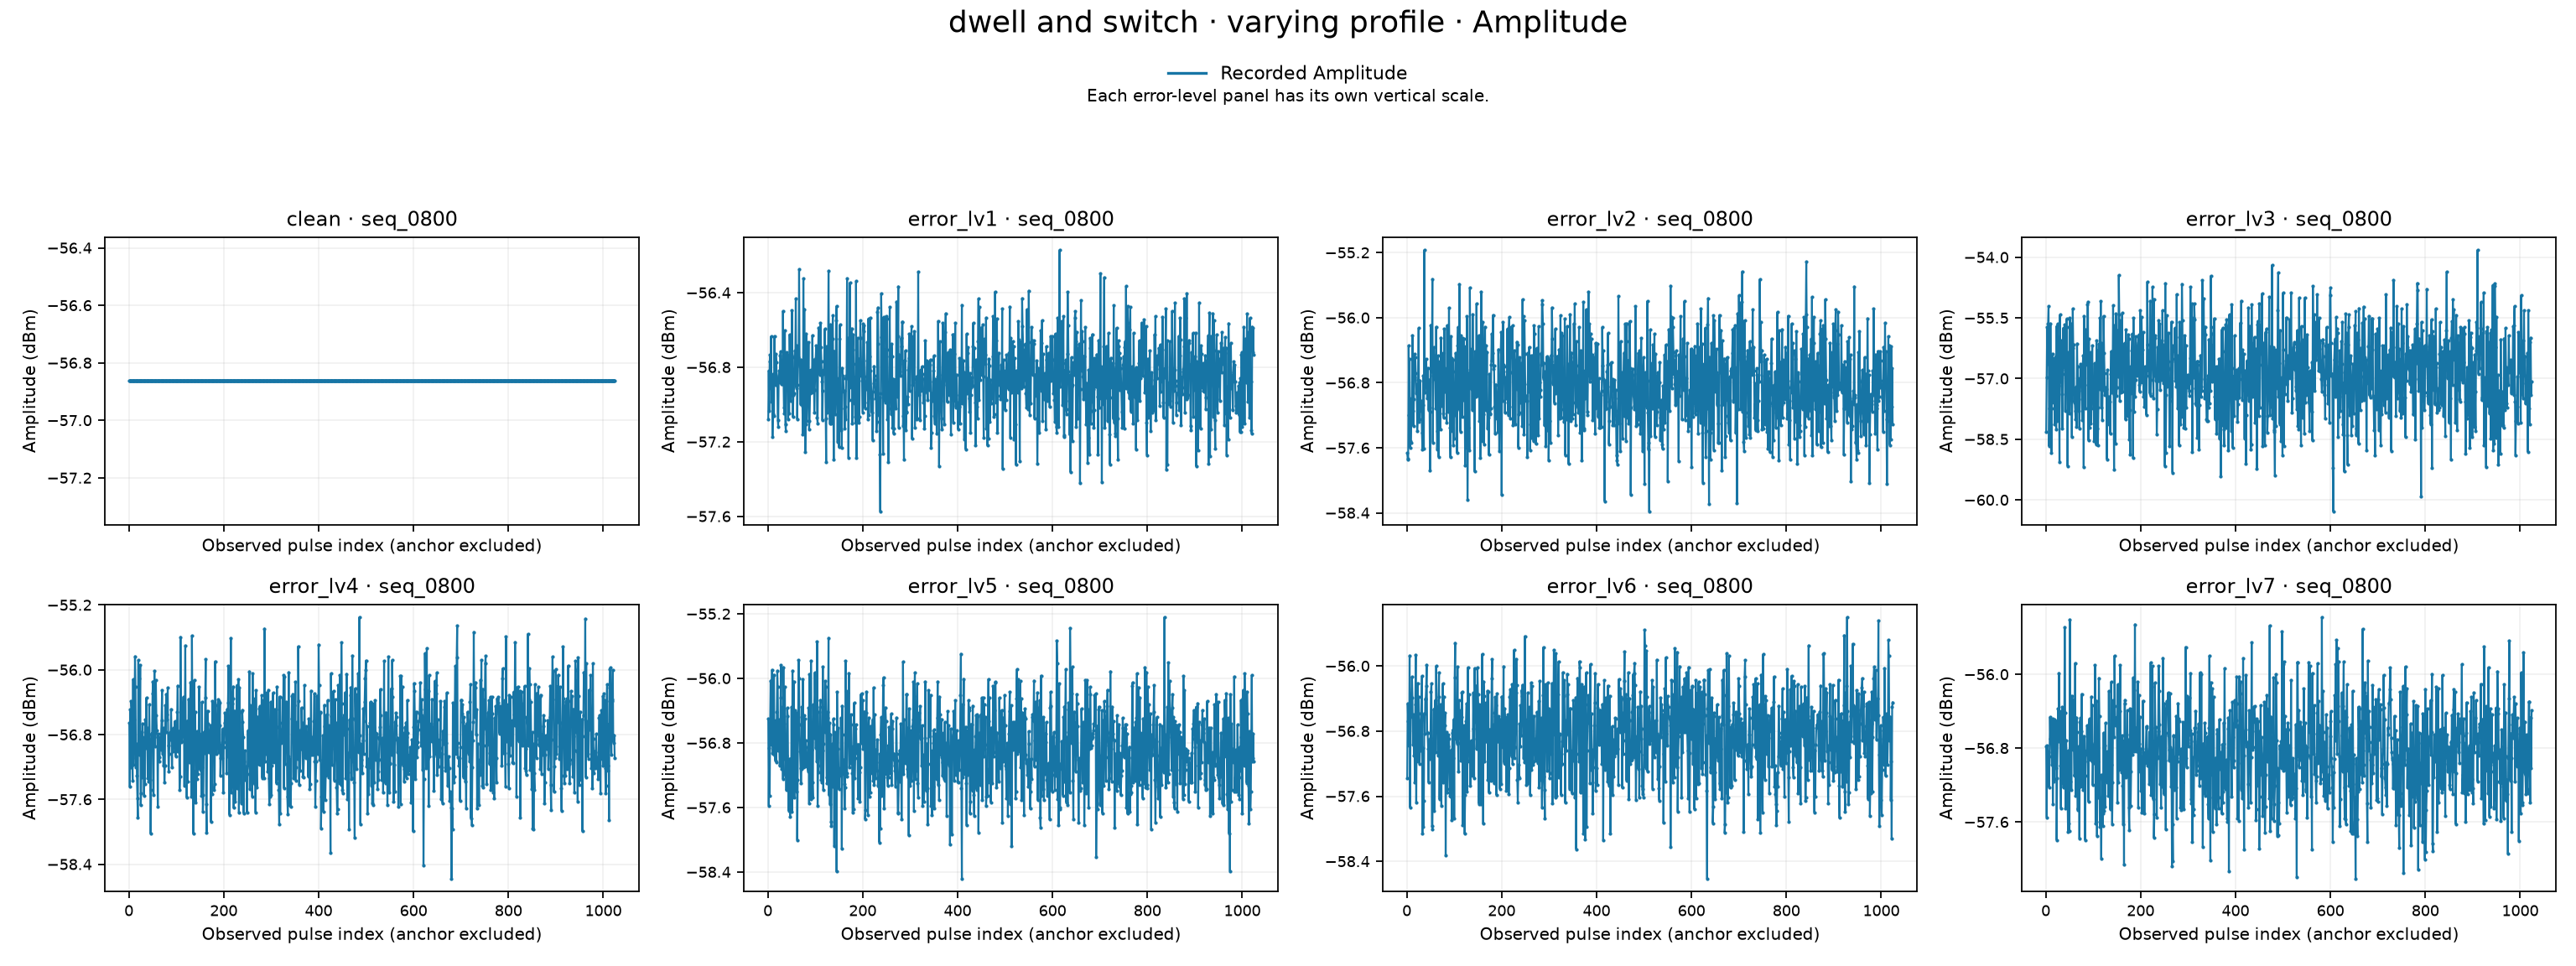 dwell and switch · varying profile · Amplitude
Recorded Amplitude
Each error-level panel has its own vertical scale.
clean · seq_0800
−56.4
−56.6
−56.8
−57.0
−57.2
Amplitude (dBm)
Observed pulse index (anchor excluded)
error_lv1 · seq_0800
−56.4
−56.8
−57.2
−57.6
Amplitude (dBm)
Observed pulse index (anchor excluded)
error_lv2 · seq_0800
−55.2
−56.0
−56.8
−57.6
−58.4
Amplitude (dBm)
Observed pulse index (anchor excluded)
error_lv3 · seq_0800
−54.0
−55.5
−57.0
−58.5
−60.0
Amplitude (dBm)
Observed pulse index (anchor excluded)
error_lv4 · seq_0800
−55.2
−56.0
−56.8
−57.6
−58.4
Amplitude (dBm)
0 200 400 600 800 1000
Observed pulse index (anchor excluded)
error_lv5 · seq_0800
−55.2
−56.0
−56.8
−57.6
−58.4
Amplitude (dBm)
0 200 400 600 800 1000
Observed pulse index (anchor excluded)
error_lv6 · seq_0800
−56.0
−56.8
−57.6
−58.4
Amplitude (dBm)
0 200 400 600 800 1000
Observed pulse index (anchor excluded)
error_lv7 · seq_0800
−56.0
−56.8
−57.6
Amplitude (dBm)
0 200 400 600 800 1000
Observed pulse index (anchor excluded)